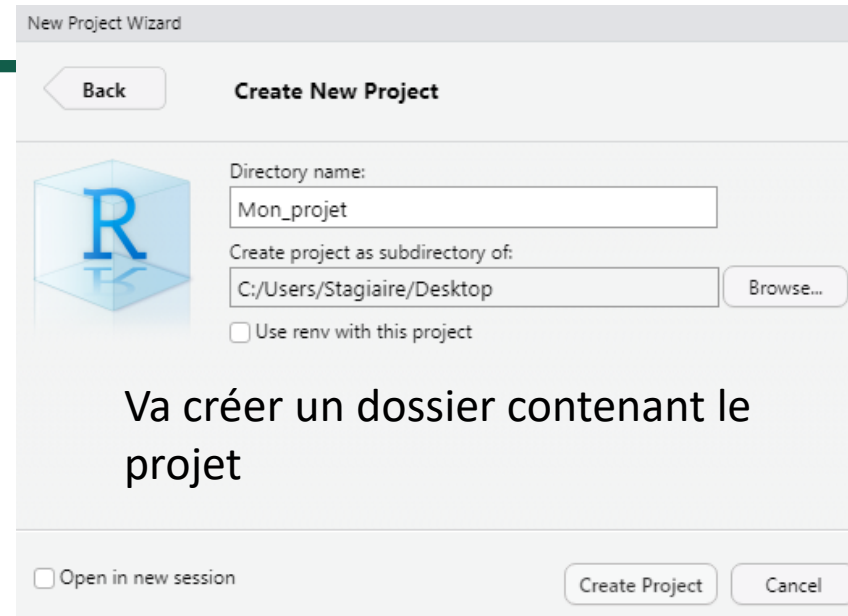 New Project Wizard
Back
Create New Project
R
Directory name:
Mon_projet
Create project as subdirectory of:
C:/Users/Stagiaire/Desktop
Browse...
Use renv with this project
Va créer un dossier contenant le
projet
Open in new session
Create Project
Cancel